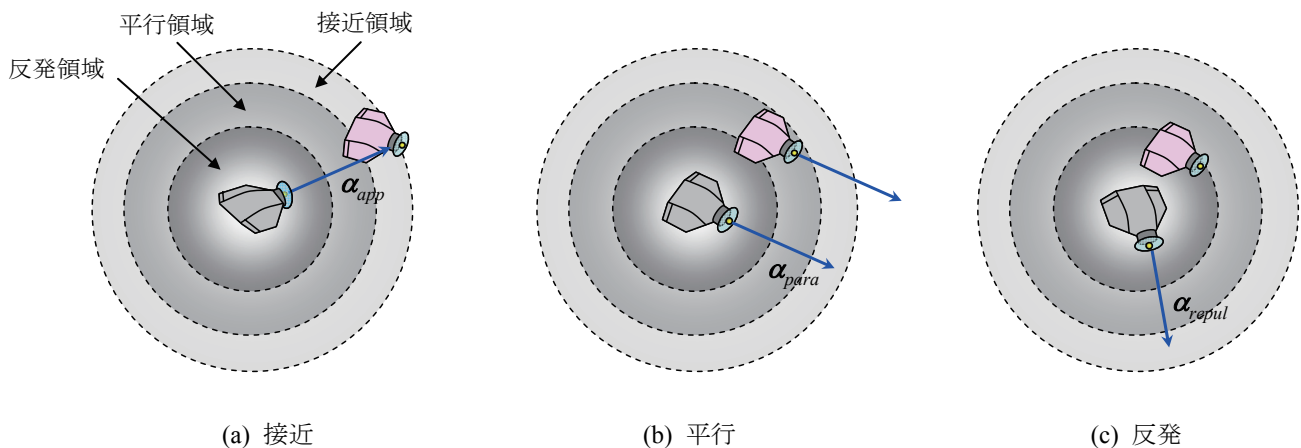 接近領域
平行領域
反発領域
α_app
α_para
α_repul
(a) 接近
(b) 平行
(c) 反発